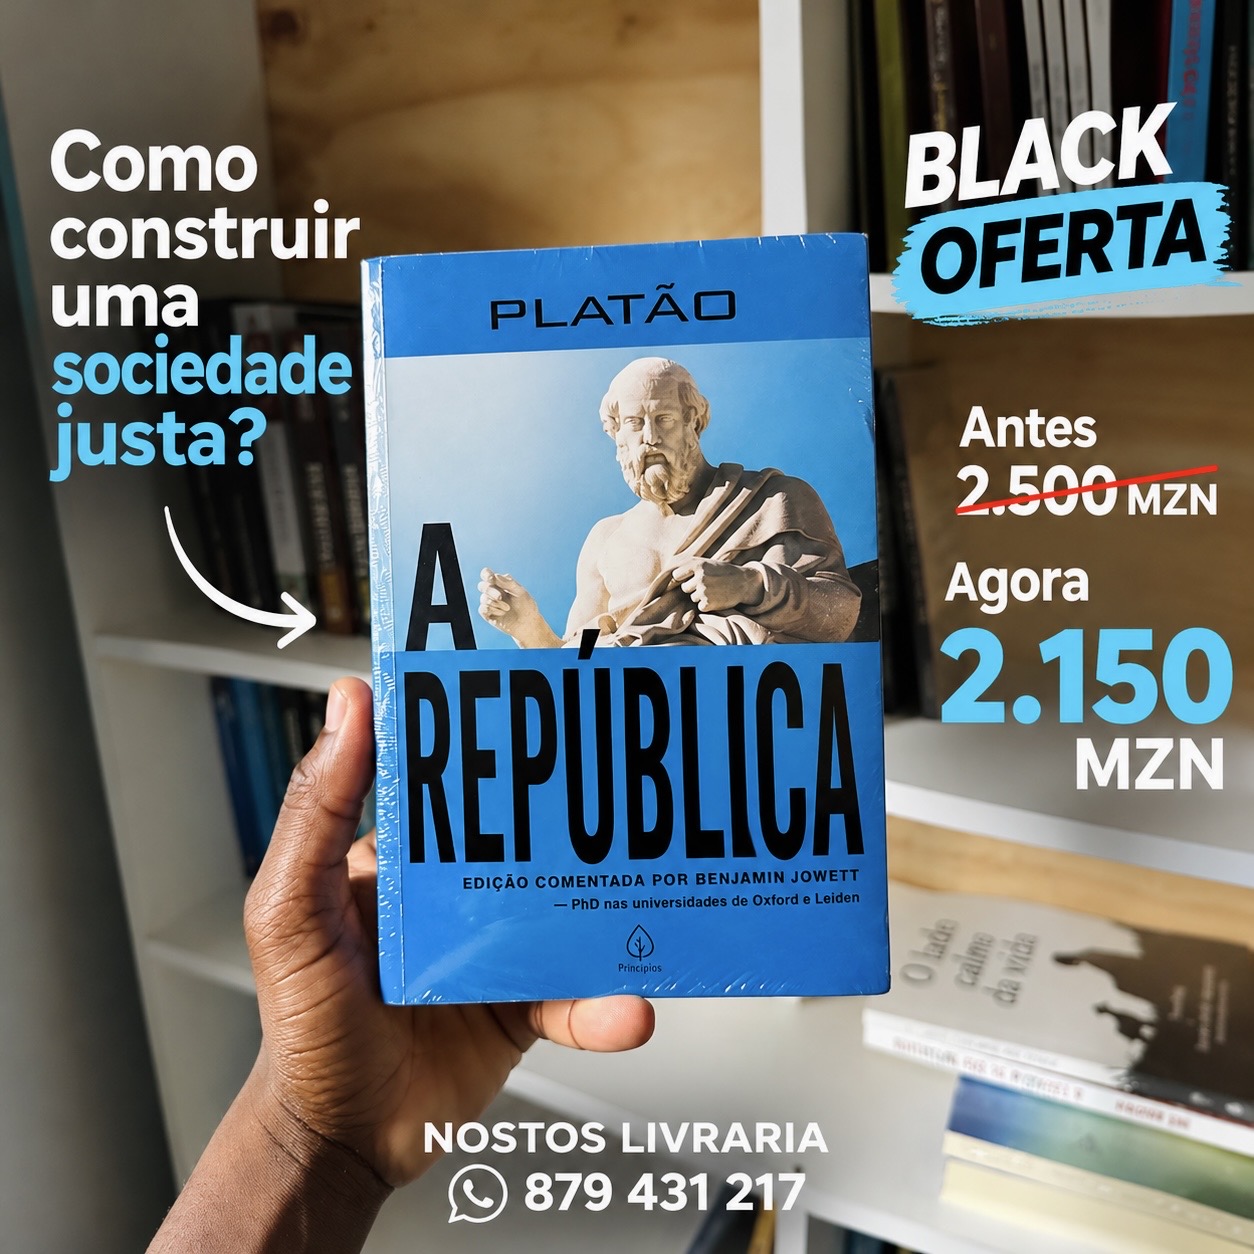 Como
construir
uma
sociedade
justa?
BLACK
OFERTA
Antes
2.500 MZN
Agora
2.150
MZN
PLATÃO
A
REPÚBLICA
EDIÇÃO COMENTADA POR BENJAMIN JOWETT
— PhD nas universidades de Oxford e Leiden
Principios
O lado
calmo
da vida
NOSTOS LIVRARIA
879 431 217